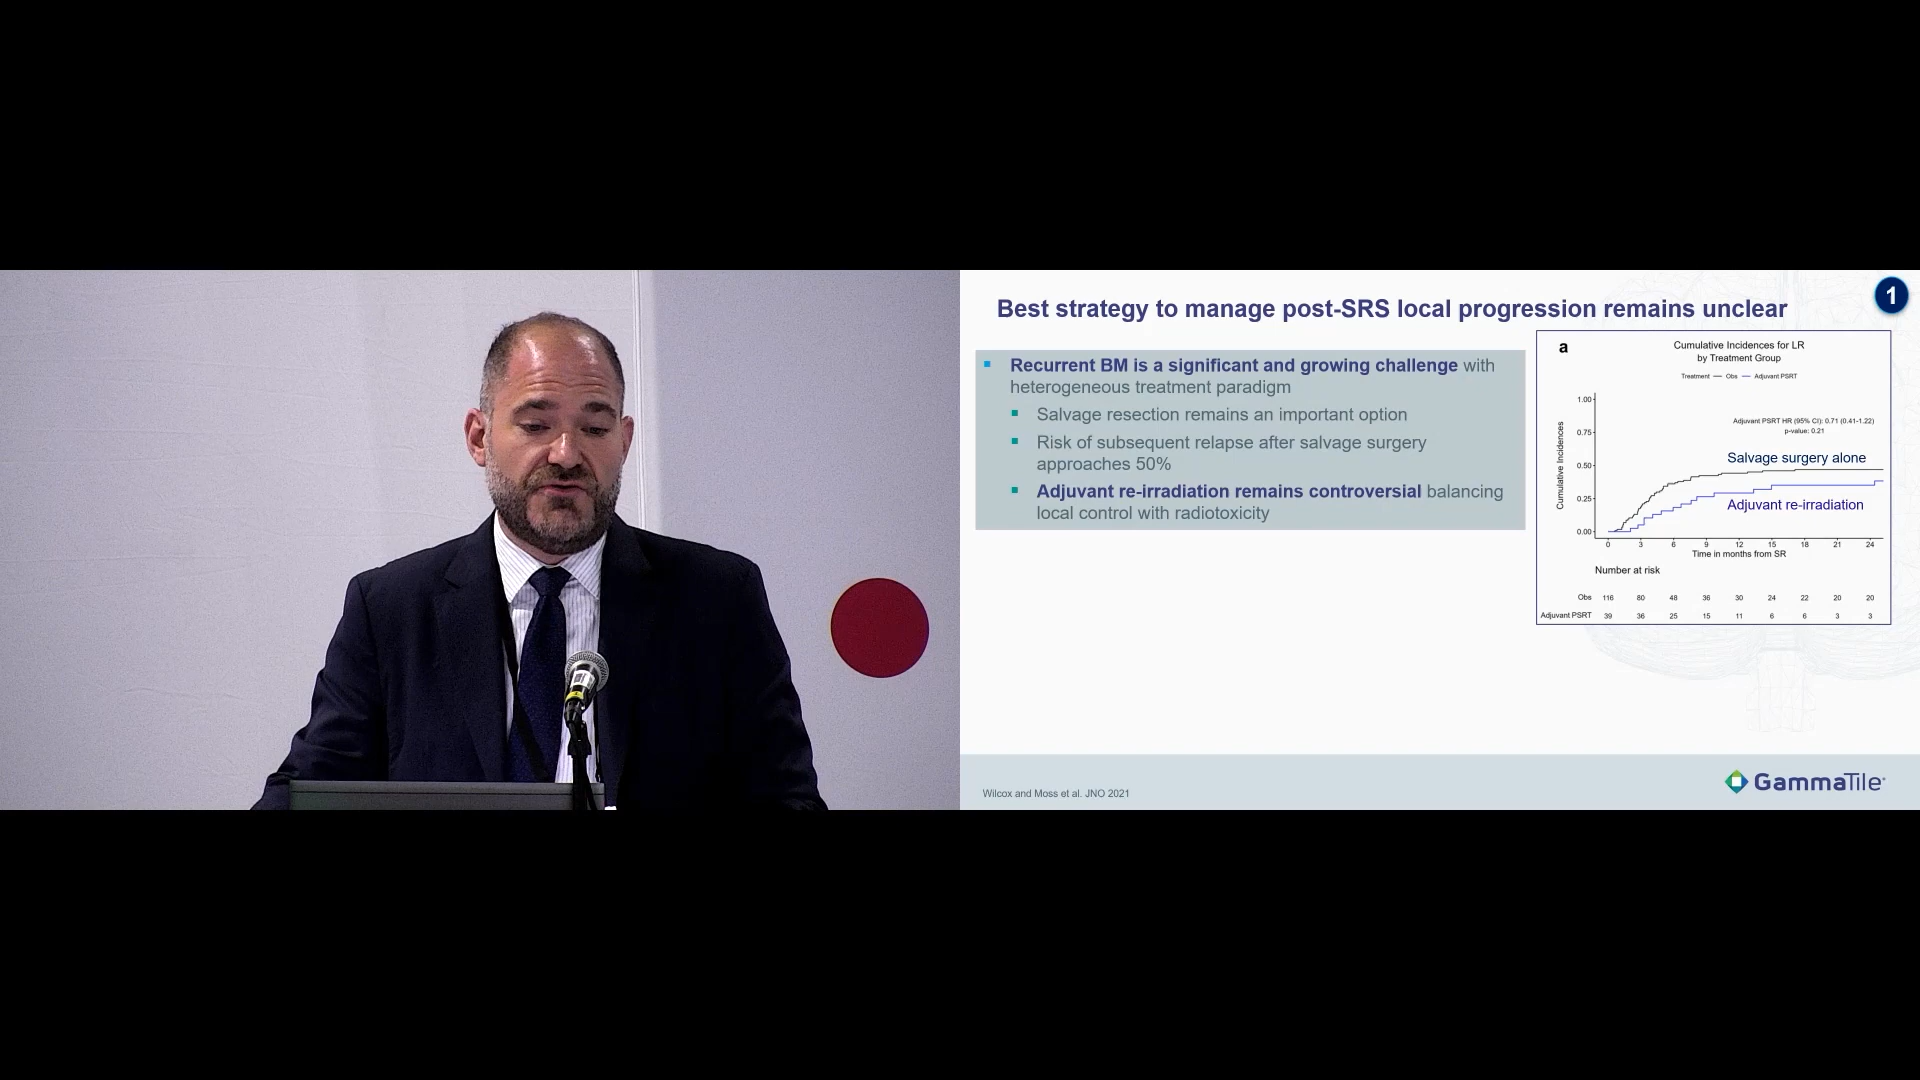 Best strategy to manage post-SRS local progression remains unclear
1
Recurrent BM is a significant and growing challenge with
heterogeneous treatment paradigm
Salvage resection remains an important option
Risk of subsequent relapse after salvage surgery
approaches 50%
Adjuvant re-irradiation remains controversial balancing
local control with radiotoxicity
a
Cumulative Incidences for LR
by Treatment Group
Treatment Obs Adjuvant PSRT
1.00
Adjuvant PSRT HR (95% CI): 0.71 (0.41-1.22)
p-value: 0.21
0.75
Cumulative Incidences
0.50
Salvage surgery alone
0.25
Adjuvant re-irradiation
0.00
0 3 6 9 12 15 18 21 24
Time in months from SR
Number at risk
Obs 116 80 48 36 30 24 22 20 20
Adjuvant PSRT 39 36 25 15 11 6 6 3 3
Wilcox and Moss et al. JNO 2021
GammaTile